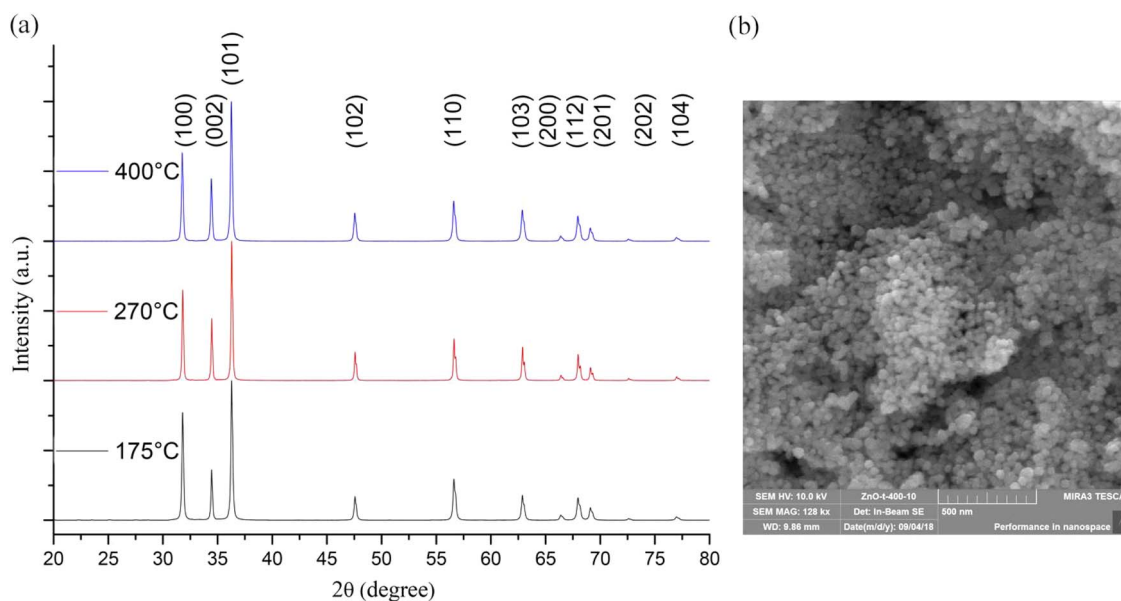 (a)
(b)
(100)
(002)
(101)
(102)
(110)
(103)
(200)
(112)
(201)
(202)
(104)
400°C
270°C
175°C
Intensity (a.u.)
20 25 30 35 40 45 50 55 60 65 70 75 80
2θ (degree)
SEM HV: 10.0 kV
ZnO-t-400-10
MIRA3 TESCA
SEM MAG: 128 kx
Det: In-Beam SE
500 nm
WD: 9.86 mm
Date(m/d/y): 09/04/18
Performance in nanospace